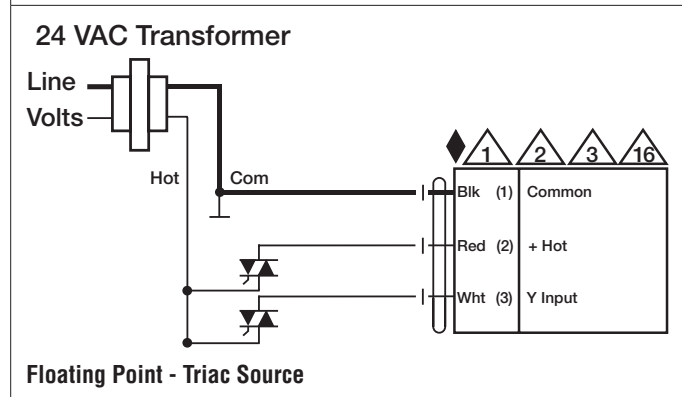 24 VAC Transformer
Line
Volts
Hot
Com
1 2 3 16
Blk (1) Common
Red (2) + Hot
Wht (3) Y Input
Floating Point - Triac Source